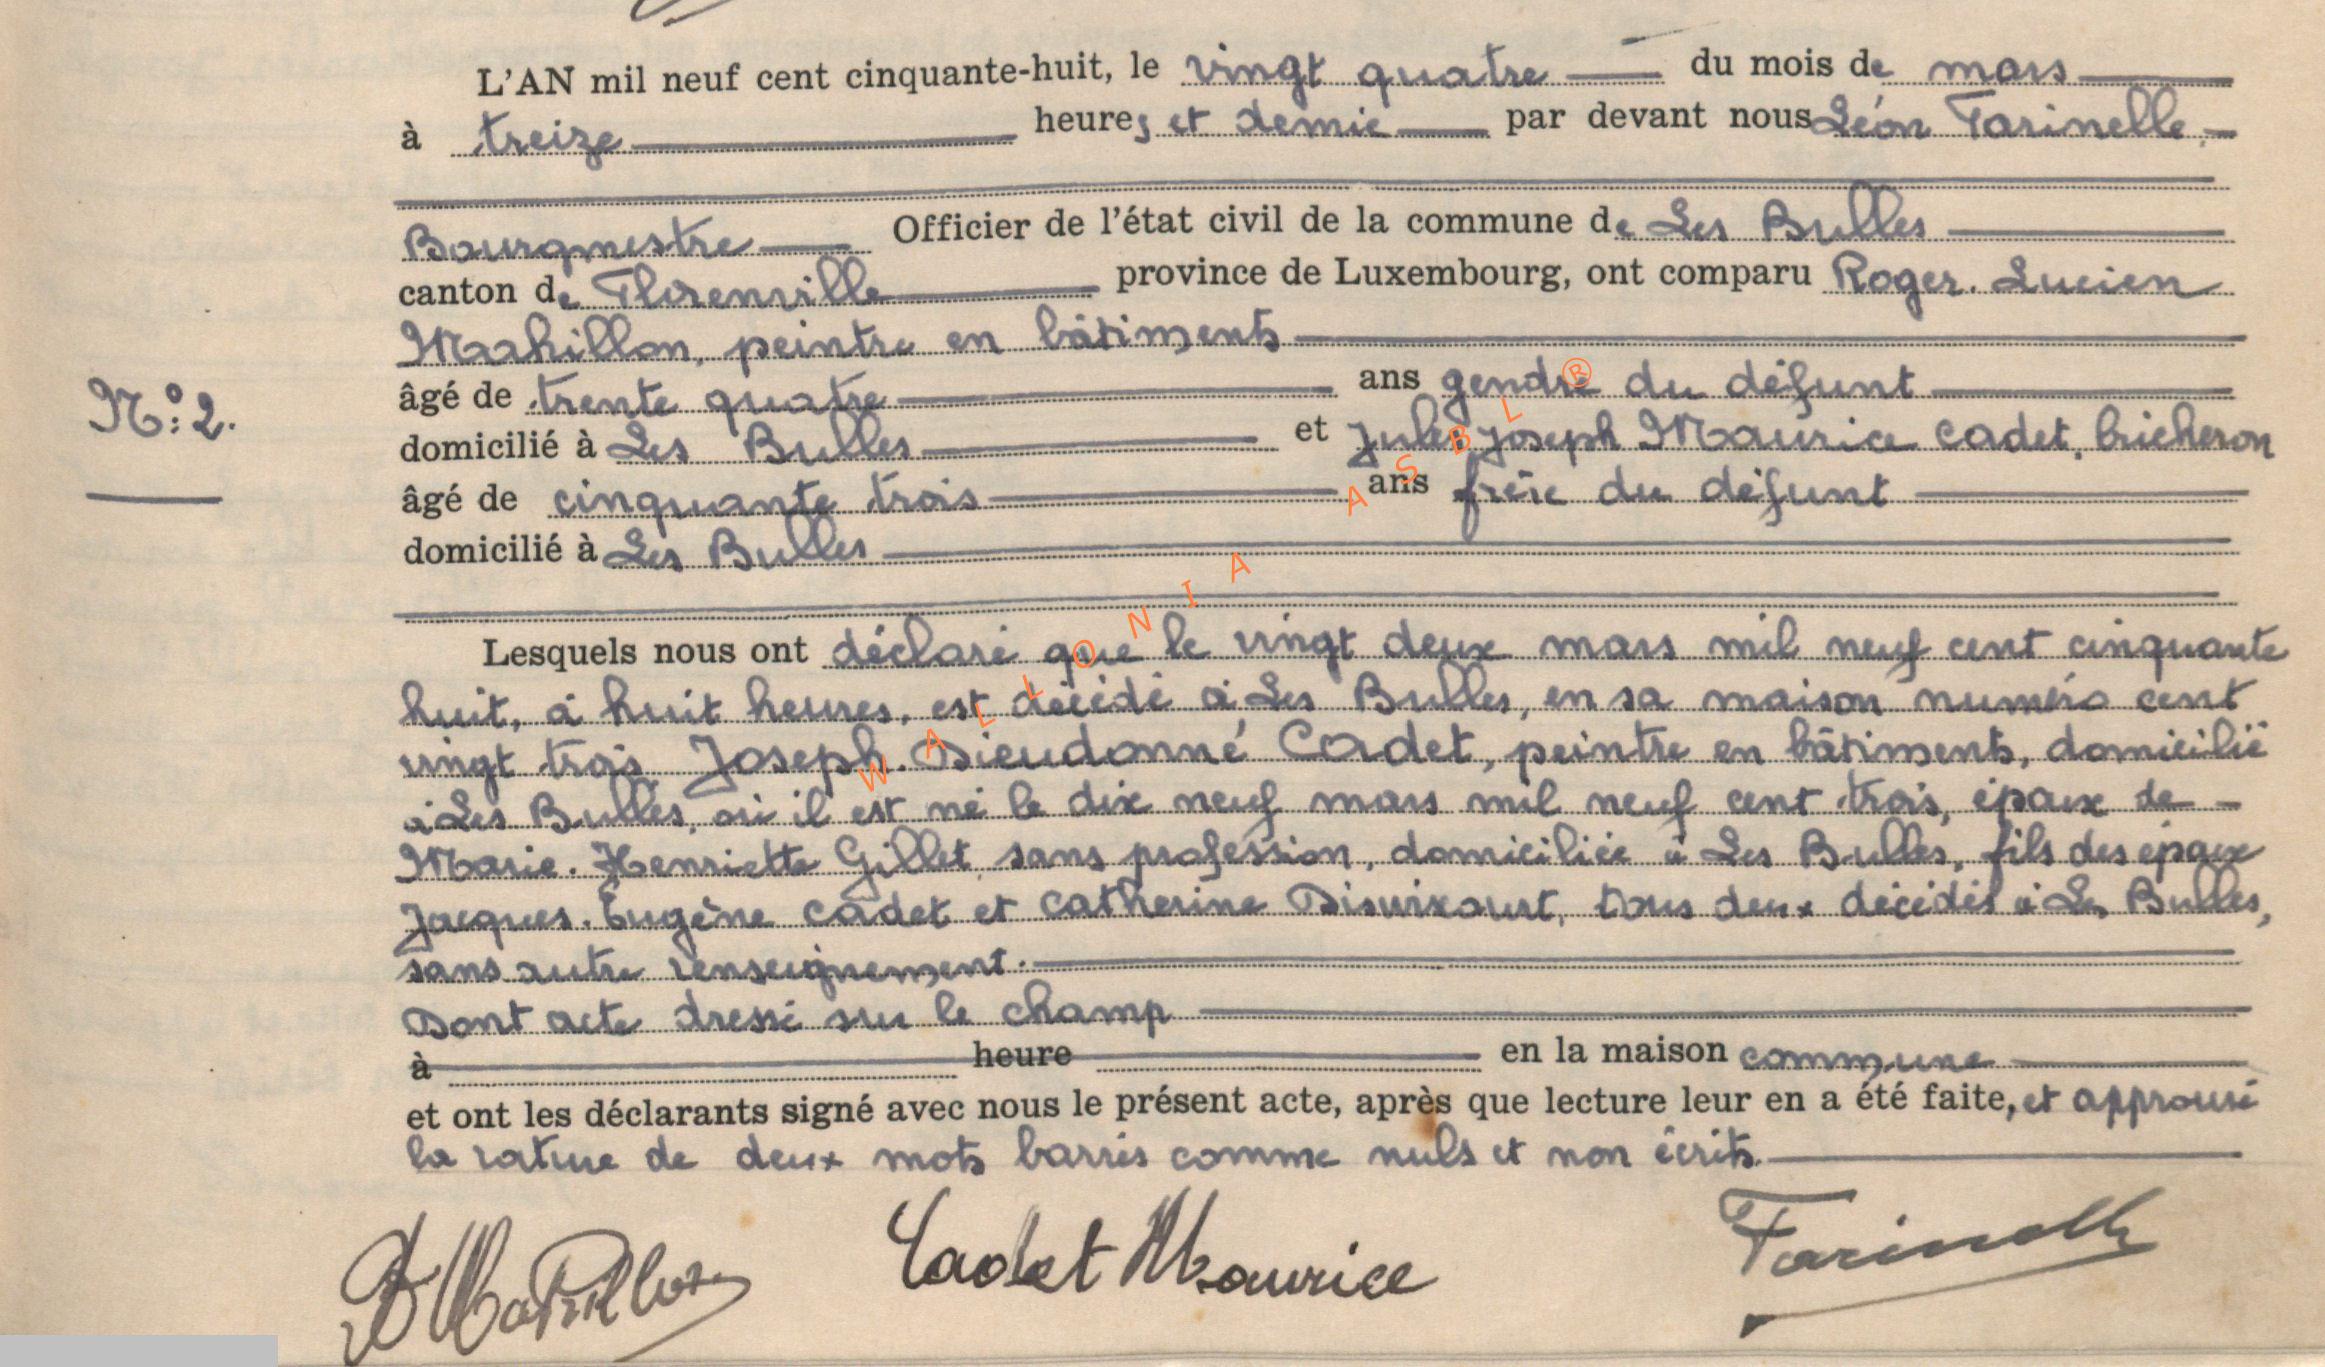 L'AN mil neuf cent cinquante-huit, le vingt quatre du mois de mars
à treize heures et demie par devant nous Léon Farinelle,
Bourgmestre Officier de l'état civil de la commune de Les Bulles
canton de Florenville province de Luxembourg, ont comparu Roger. Lucien
Mahillon, peintre en bâtiments
âgé de trente quatre ans gendre du défunt
domicilié à Les Bulles et Jules Joseph Maurice Cadet, bûcheron
N°: 2.
âgé de cinquante trois ans frère du défunt
domicilié à Les Bulles
Lesquels nous ont déclaré que le vingt deux mars mil neuf cent cinquante
huit, à huit heures, est décédé à Les Bulles, en sa maison numéro cent
vingt trois, Joseph. Dieudonné Cadet, peintre en bâtiments, domicilié
à Les Bulles, où il est né le dix neuf mars mil neuf cent trois, époux de
Marie. Henriette Gillet, sans profession, domiciliée à Les Bulles, fils des époux
Jacques. Eugène Cadet et Catherine tous deux décédés à Les Bulles,
sans autre renseignement.
Dont acte dressé sur le champ
à heure en la maison commune
et ont les déclarants signé avec nous le présent acte, après que lecture leur en a été faite, et approuvé
la rature de deux mots barrés comme nuls et non écrits.
Mahillon Cadet Maurice Farinelle
WALLONIA ASBL ®